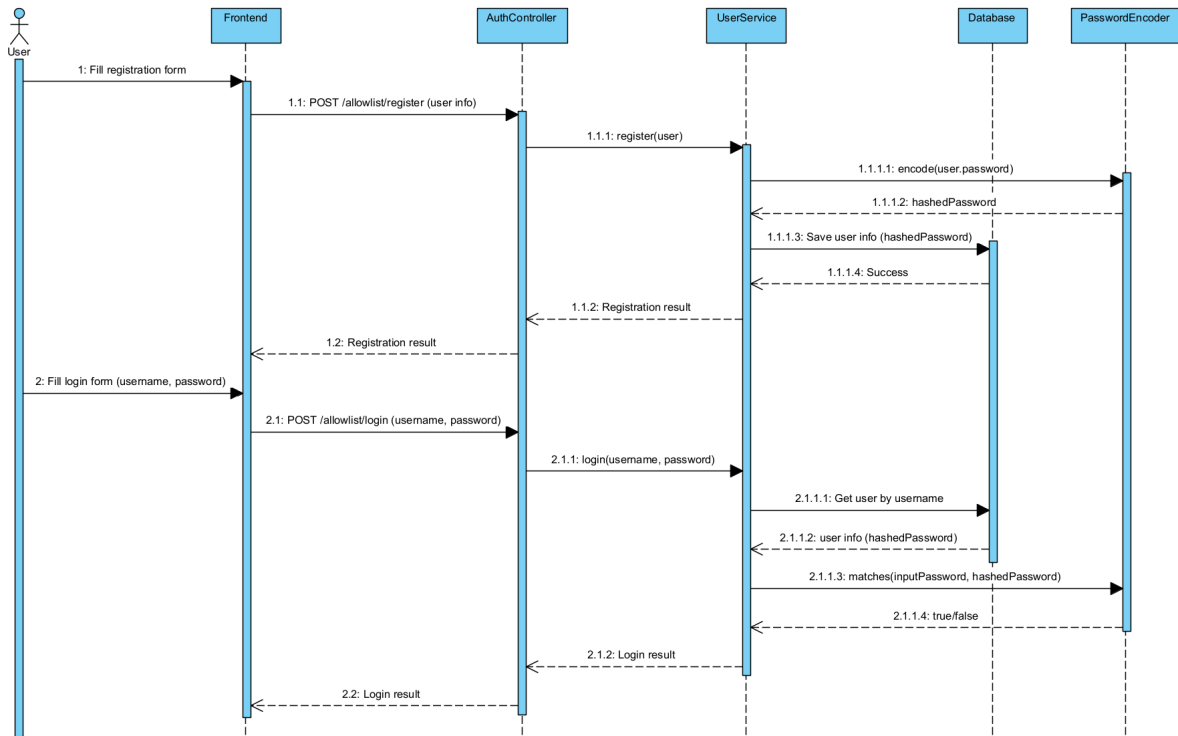 User
Frontend
AuthController
UserService
Database
PasswordEncoder
1: Fill registration form
1.1: POST /allowlist/register (user info)
1.1.1: register(user)
1.1.1.1: encode(user.password)
1.1.1.2: hashedPassword
1.1.1.3: Save user info (hashedPassword)
1.1.1.4: Success
1.1.2: Registration result
1.2: Registration result
2: Fill login form (username, password)
2.1: POST /allowlist/login (username, password)
2.1.1: login(username, password)
2.1.1.1: Get user by username
2.1.1.2: user info (hashedPassword)
2.1.1.3: matches(inputPassword, hashedPassword)
2.1.1.4: true/false
2.1.2: Login result
2.2: Login result